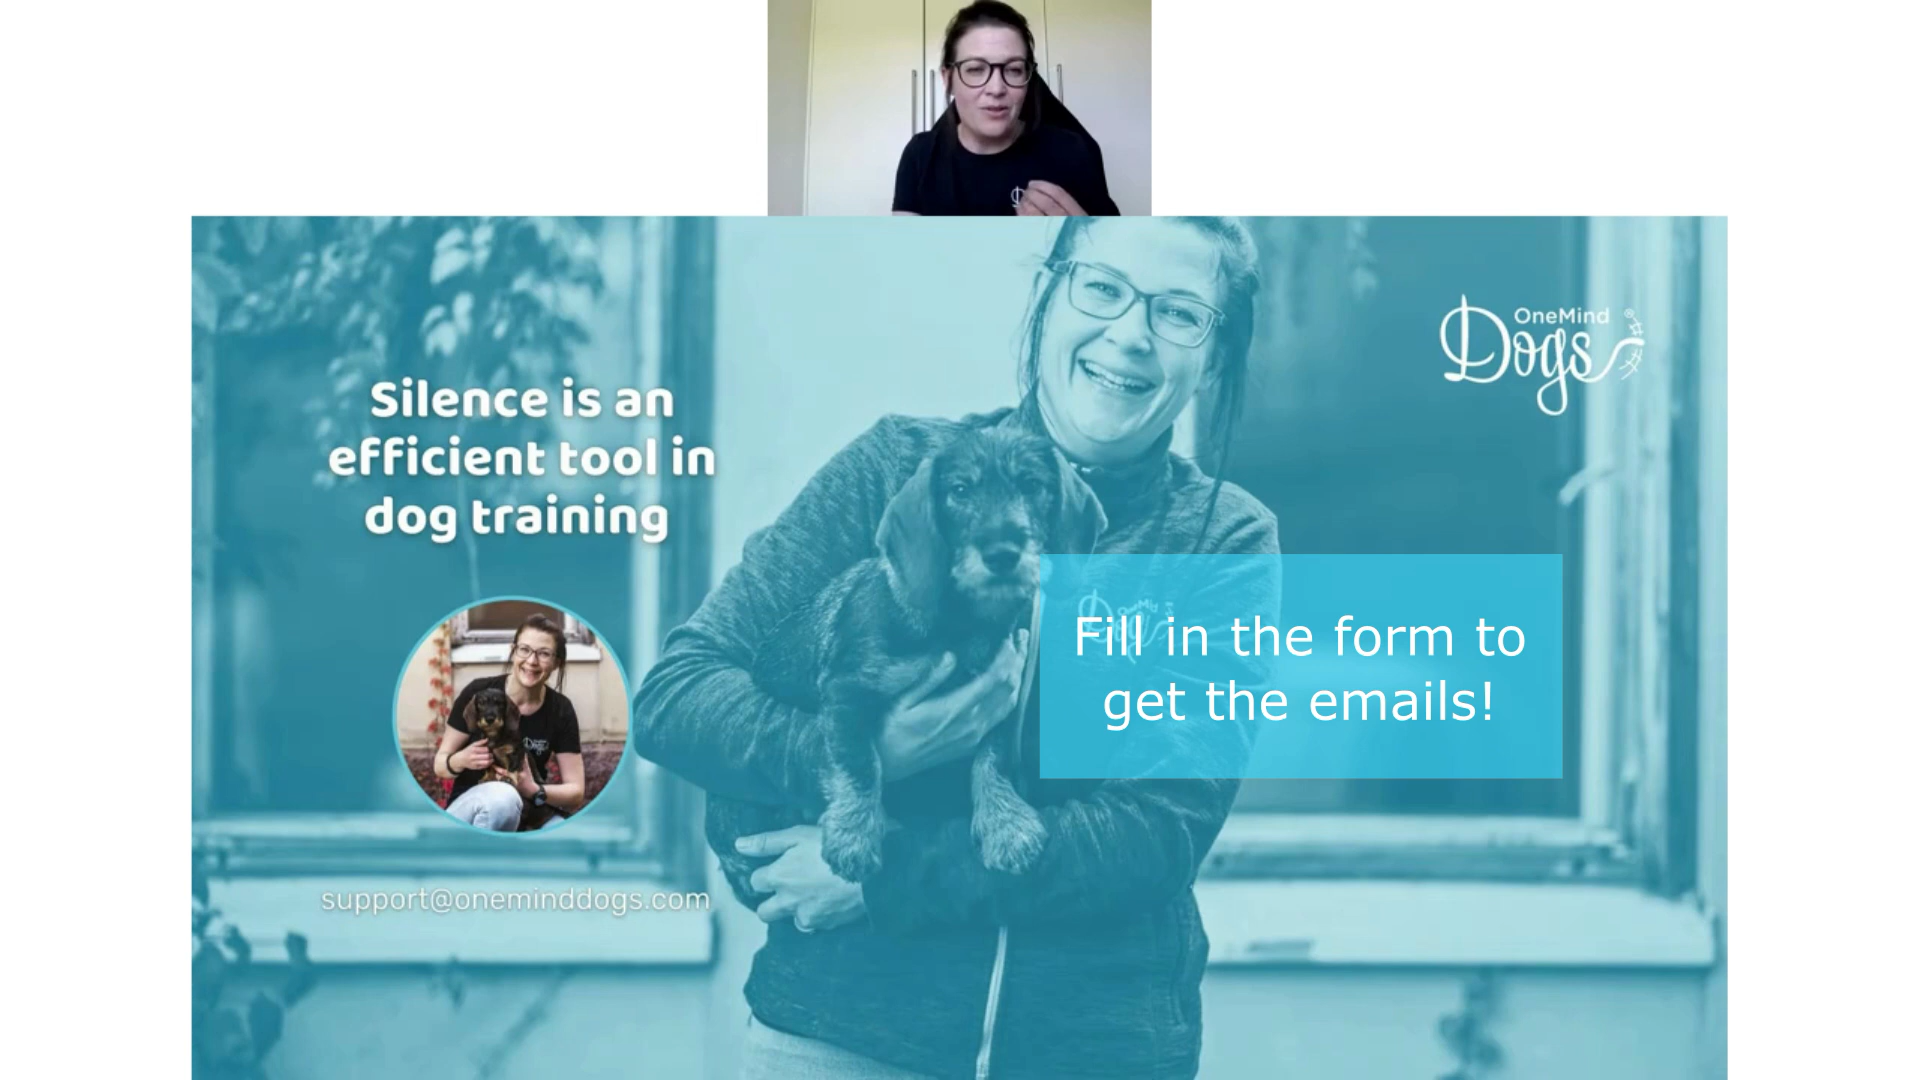 OneMind
Dogs
Silence is an
efficient tool in
dog training
Fill in the form to
get the emails!
support@oneminddogs.com